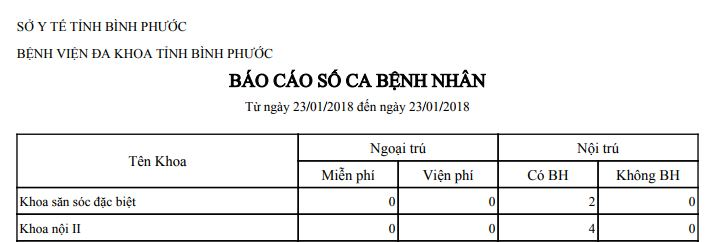 SỞ Y TẾ TỈNH BÌNH PHƯỚC
BỆNH VIỆN ĐA KHOA TỈNH BÌNH PHƯỚC
BÁO CÁO SỐ CA BỆNH NHÂN
Từ ngày 23/01/2018 đến ngày 23/01/2018
Tên Khoa Ngoại trú Nội trú
Miễn phí Viện phí Có BH Không BH
Khoa săn sóc đặc biệt 0 0 2 0
Khoa nội II 0 0 4 0